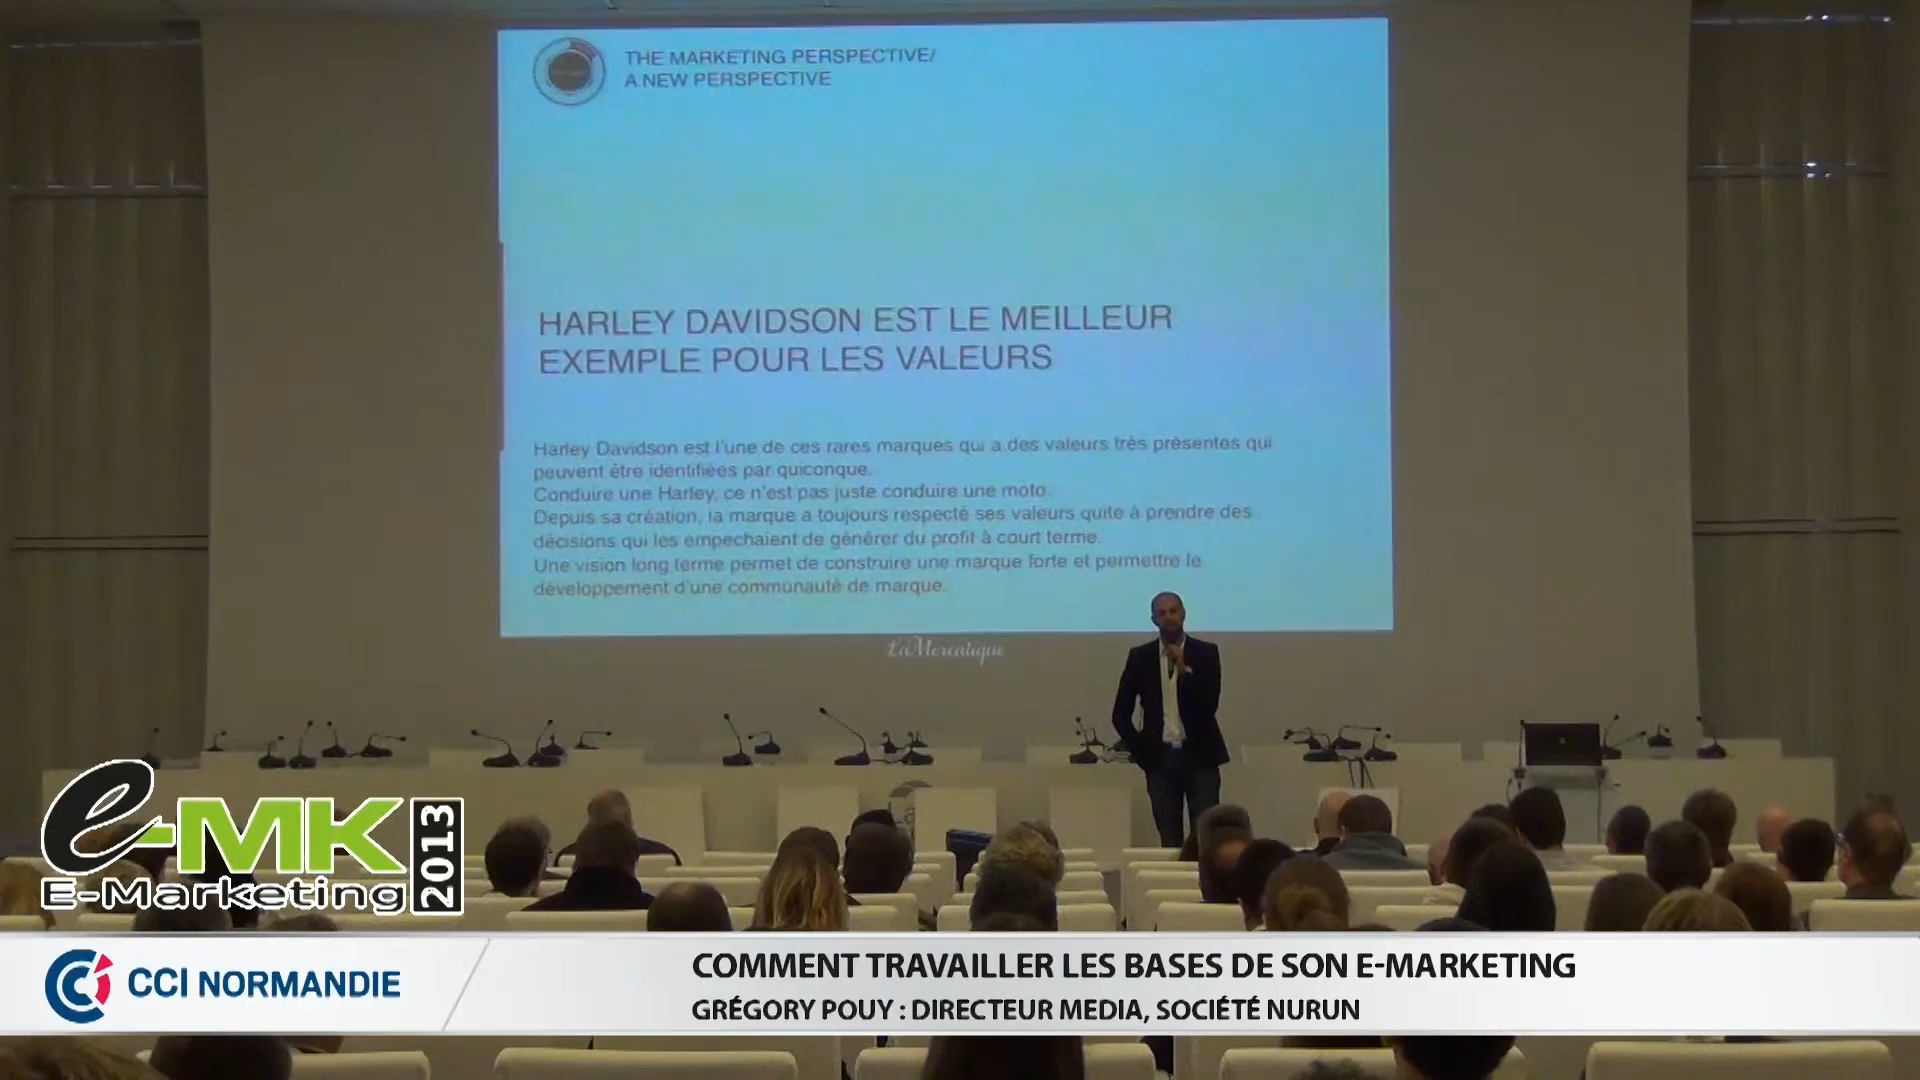 THE MARKETING PERSPECTIVE/
A NEW PERSPECTIVE
HARLEY DAVIDSON EST LE MEILLEUR
EXEMPLE POUR LES VALEURS
Harley Davidson est l'une de ces rares marques qui a des valeurs très présentes qui
peuvent être identifiées par quiconque.
Conduire une Harley, ce n'est pas juste conduire une moto.
Depuis sa création, la marque a toujours respecté ses valeurs quite à prendre des
décisions qui les empechaient de générer du profit à court terme.
Une vision long terme permet de construire une marque forte et permettre le
développement d'une communauté de marque.
LaMercatique
e-MK
E-Marketing
2013
CCI NORMANDIE
COMMENT TRAVAILLER LES BASES DE SON E-MARKETING
GRÉGORY POUY : DIRECTEUR MEDIA, SOCIÉTÉ NURUN